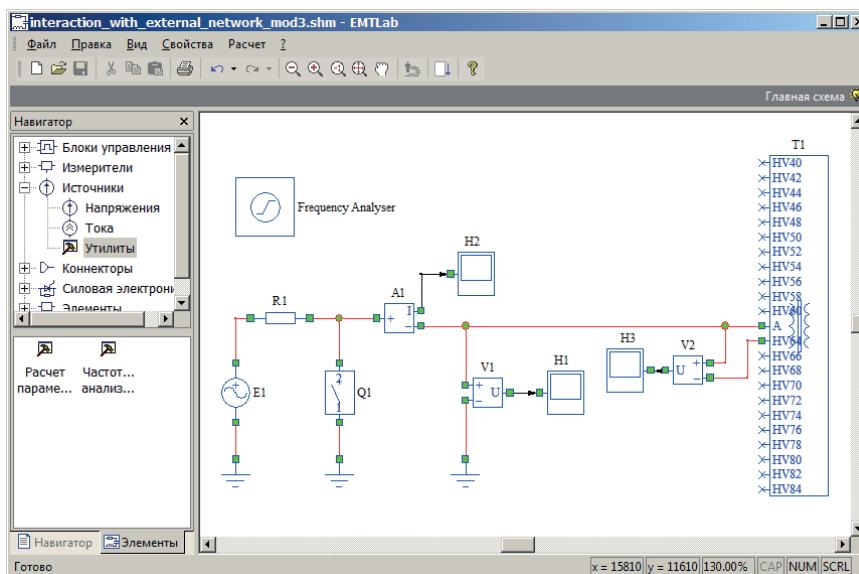 interaction_with_external_network_mod3.shm - EMTLab
Файл Правка Вид Свойства Расчет ?
Главная схема
Навигатор
Блоки управления
Измерители
Источники
Напряжения
Тока
Утилиты
Коннекторы
Силовая электрони
Элементы
Расчет параме...
Частот... анализ...
Навигатор Элементы
Frequency Analyser
H2
A1
I
+
−
R1
E1
2
1
Q1
V1
+
−
U
H1
H3
V2
U
+
−
T1
HV40
HV42
HV44
HV46
HV48
HV50
HV52
HV54
HV56
HV58
HV60
A
HV64
HV66
HV68
HV70
HV72
HV74
HV76
HV78
HV80
HV82
HV84
Готово
x = 15810 y = 11610 130.00% CAP NUM SCRL